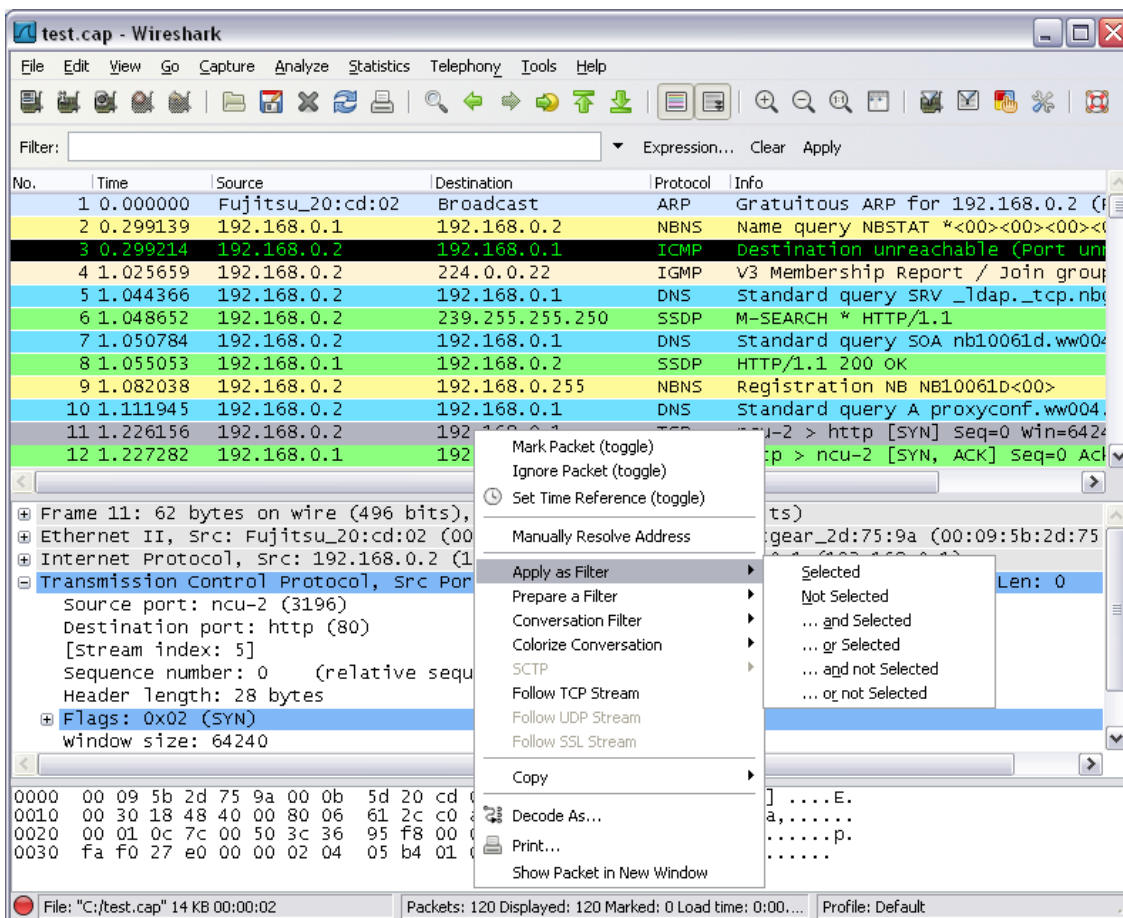 test.cap - Wireshark
File Edit View Go Capture Analyze Statistics Telephony Tools Help
Filter: Expression... Clear Apply
No. Time Source Destination Protocol Info
1 0.000000 Fujitsu_20:cd:02 Broadcast ARP Gratuitous ARP for 192.168.0.2 (
2 0.299139 192.168.0.1 192.168.0.2 NBNS Name query NBSTAT *<00><00><00><
3 0.299214 192.168.0.2 192.168.0.1 ICMP Destination unreachable (Port
4 1.025659 192.168.0.2 224.0.0.22 IGMP V3 Membership Report / Join group
5 1.044366 192.168.0.2 192.168.0.1 DNS Standard query SRV _ldap._tcp.
6 1.048652 192.168.0.2 239.255.255.250 SSDP M-SEARCH * HTTP/1.1
7 1.050784 192.168.0.2 192.168.0.1 DNS Standard query SOA nb10061d.ww004
8 1.055053 192.168.0.1 192.168.0.2 SSDP HTTP/1.1 200 OK
9 1.082038 192.168.0.2 192.168.0.255 NBNS Registration NB NB10061D<00>
10 1.111945 192.168.0.2 192.168.0.1 DNS Standard query A proxyconf.ww004.
11 1.226156 192.168.0.2 192 > http [SYN] Seq=0 Win=6424
12 1.227282 192.168.0.1 192 > ncu-2 [SYN, ACK] Seq=0
Mark Packet (toggle)
Ignore Packet (toggle)
Set Time Reference (toggle)
Manually Resolve Address
Apply as Filter
Prepare a Filter
Conversation Filter
Colorize Conversation
SCTP
Follow TCP Stream
Follow UDP Stream
Follow SSL Stream
Copy
Decode As...
Print...
Show Packet in New Window
Selected
Not Selected
... and Selected
... or Selected
... and not Selected
... or not Selected
Frame 11: 62 bytes on wire (496 bits), ts)
Ethernet II, Src: Fujitsu_20:cd:02 (00 gear_2d:75:9a (00:09:5b:2d:75
Internet Protocol, Src: 192.168.0.2 (1
Transmission Control Protocol, Src Por Len: 0
Source port: ncu-2 (3196)
Destination port: http (80)
[Stream index: 5]
Sequence number: 0 (relative sequ
Header length: 28 bytes
Flags: 0x02 (SYN)
Window size: 64240
0000 00 09 5b 2d 75 9a 00 0b 5d 20 cd ] ....E.
0010 00 30 18 48 40 00 80 06 61 2c c0 a,......
0020 00 01 0c 7c 00 50 3c 36 95 f8 00 ......p.
0030 fa f0 27 e0 00 00 02 04 05 b4 01 ......
File: "C:/test.cap" 14 KB 00:00:02 Packets: 120 Displayed: 120 Marked: 0 Load time: 0:00.... Profile: Default